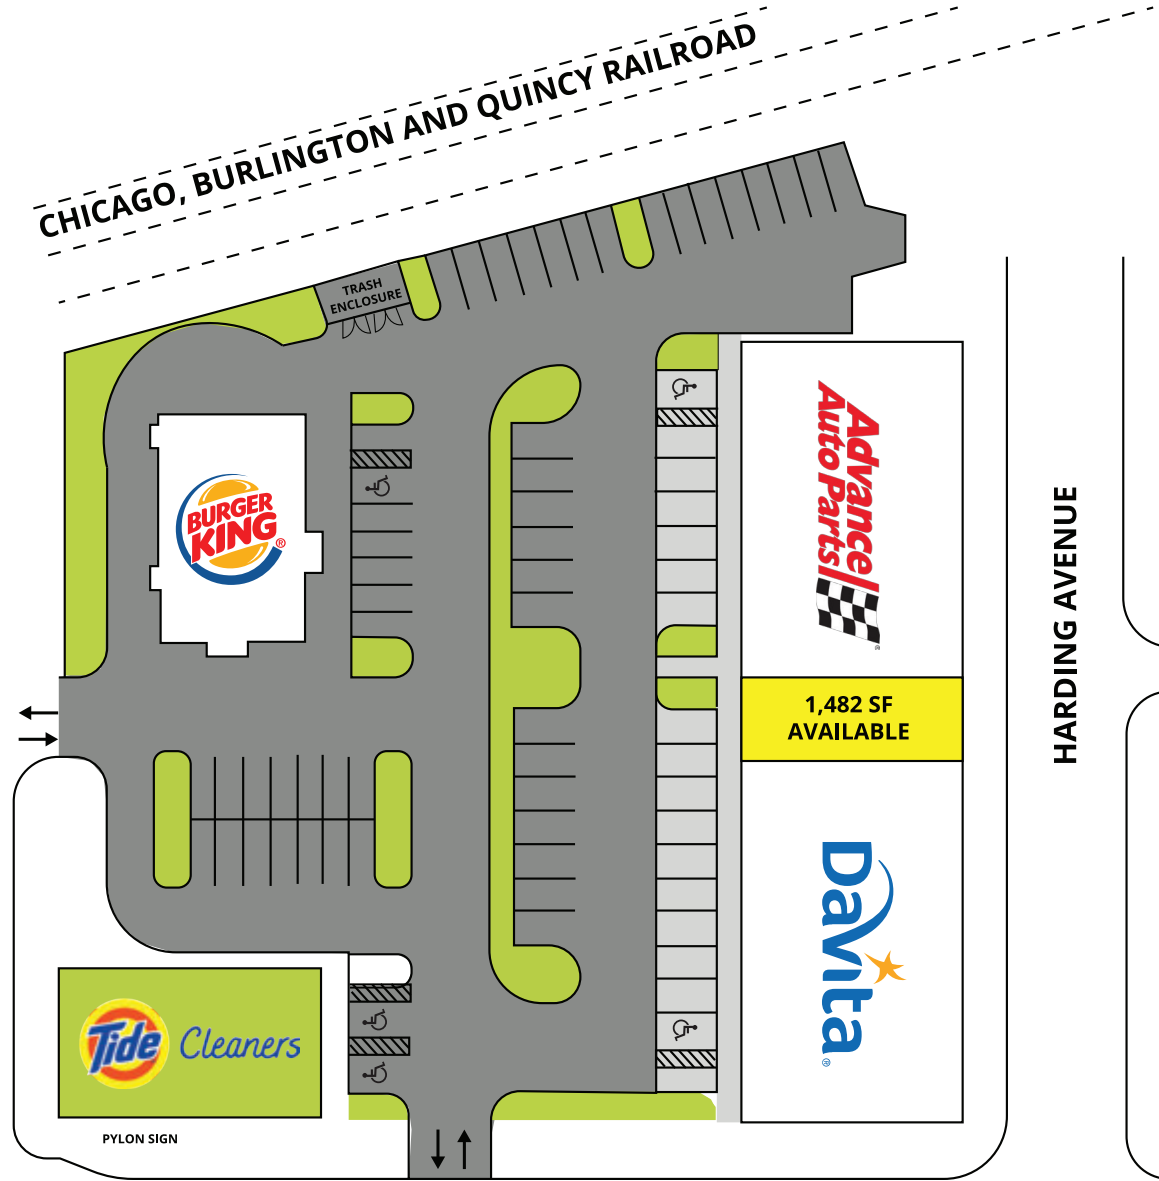 CHICAGO, BURLINGTON AND QUINCY RAILROAD
TRASH
ENCLOSURE
BURGER
KING®
Advance
Auto Parts
®
1,482 SF
AVAILABLE
HARDING AVENUE
DaVita®
Tide Cleaners
PYLON SIGN